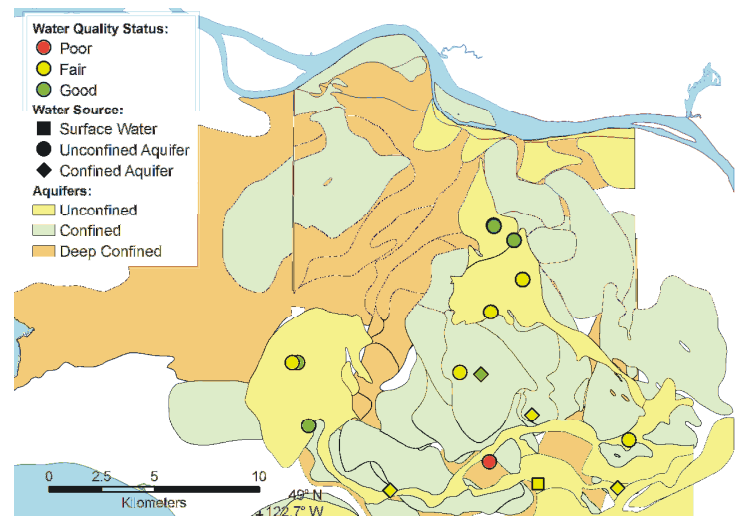 Water Quality Status:
Poor
Fair
Good
Water Source:
Surface Water
Unconfined Aquifer
Confined Aquifer
Aquifers:
Unconfined
Confined
Deep Confined
0 2.5 5 10
Kilometers
49° N
122.7° W